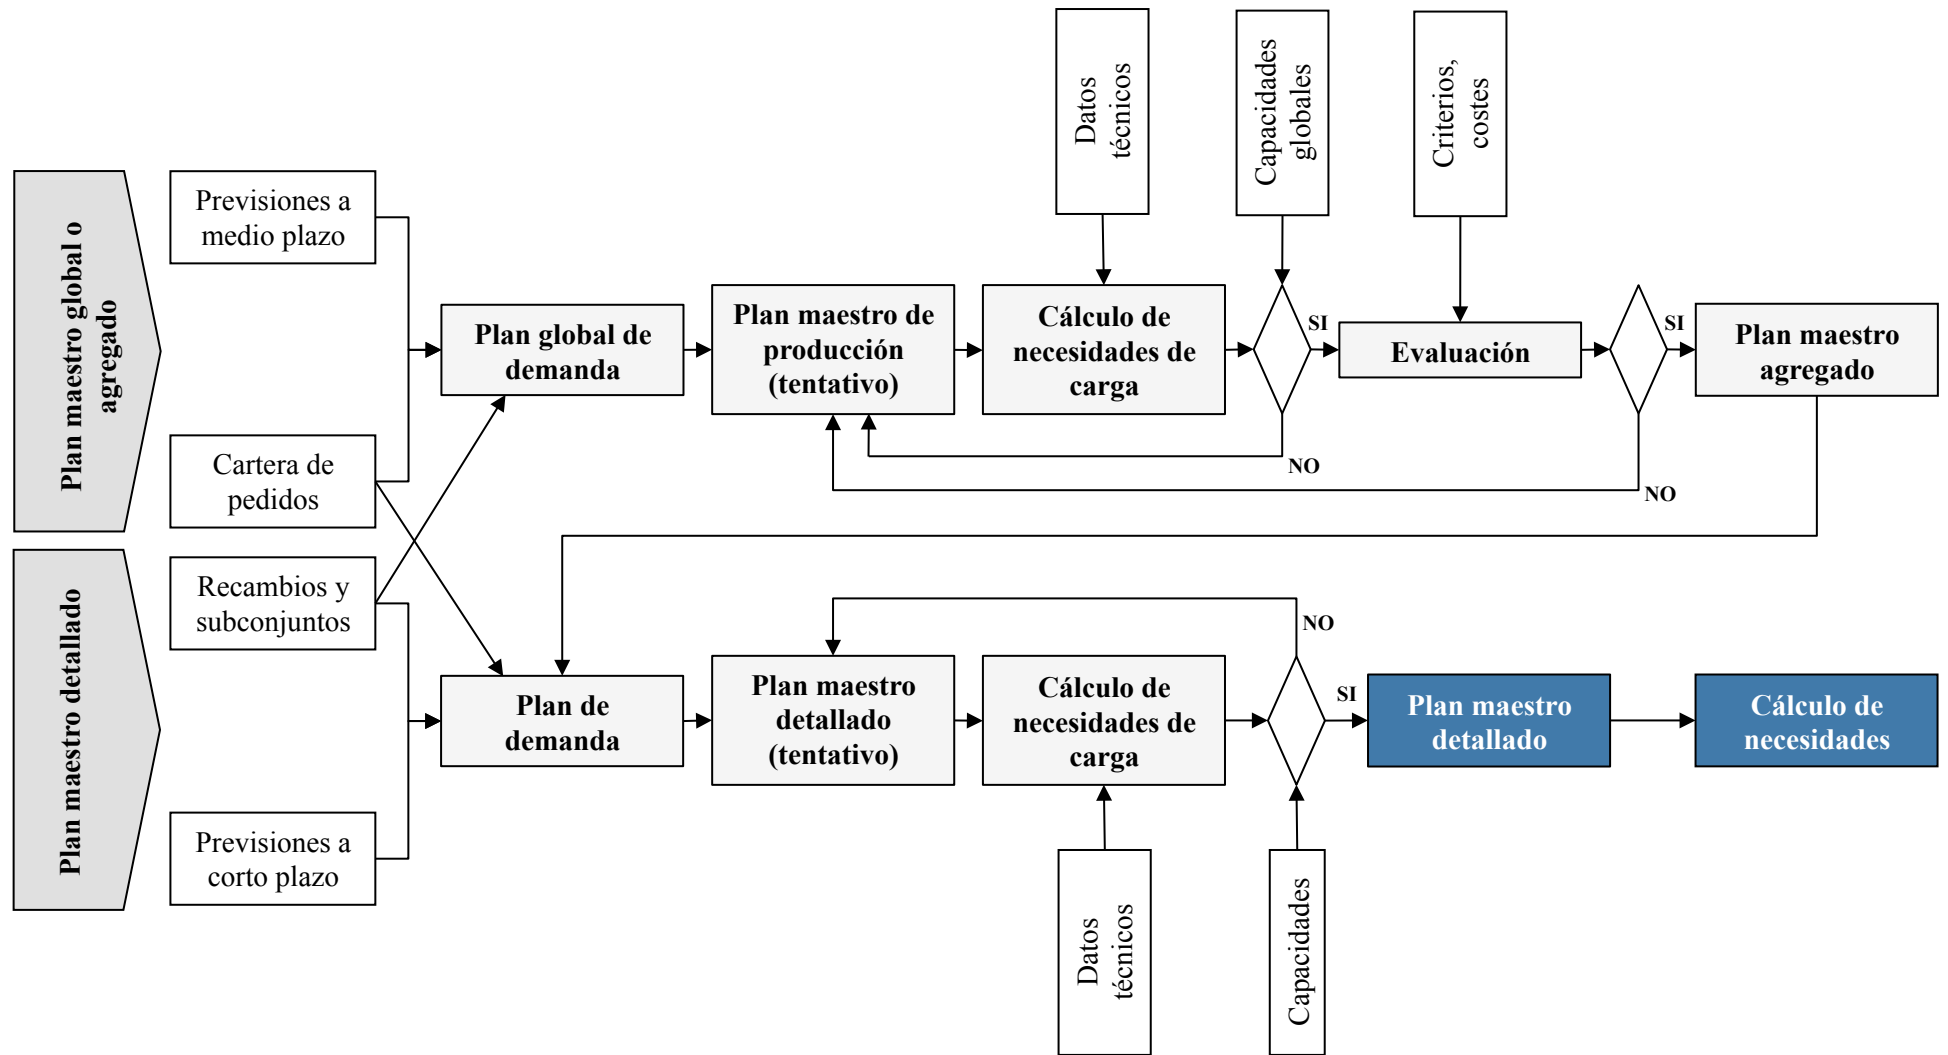 Datos
técnicos
Capacidades
globales
Criterios,
costes
Plan maestro global o
agregado
Previsiones a
medio plazo
Cartera de
pedidos
Plan global de
demanda
Plan maestro de
producción
(tentativo)
Cálculo de
necesidades de
carga
SI
NO
Evaluación
SI
NO
Plan maestro
agregado
Plan maestro detallado
Recambios y
subconjuntos
Previsiones a
corto plazo
Plan de
demanda
Plan maestro
detallado
(tentativo)
Cálculo de
necesidades de
carga
NO
SI
Plan maestro
detallado
Cálculo de
necesidades
Datos
técnicos
Capacidades